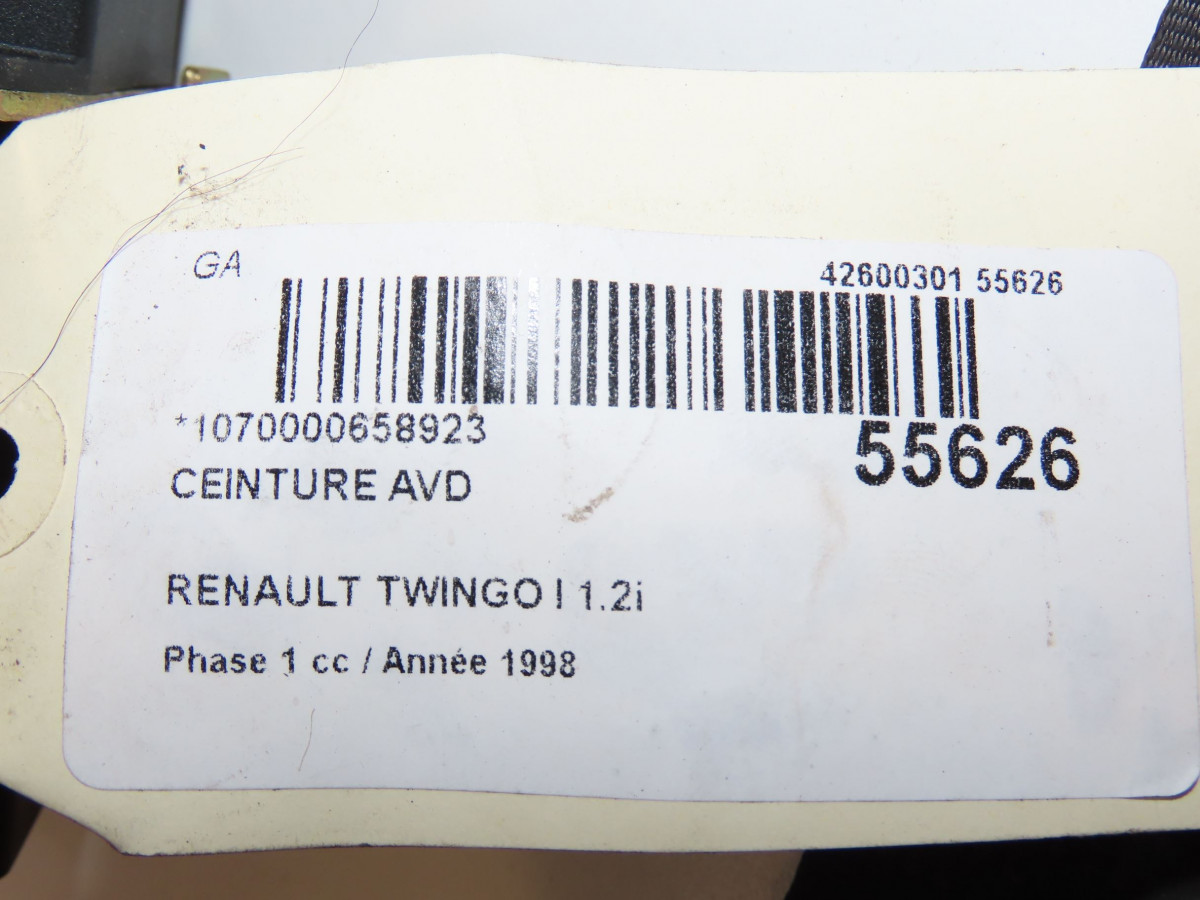 GA
42600301 55626
*1070000658923
55626
CEINTURE AVD
RENAULT TWINGO I 1.2i
Phase 1 cc / Année 1998